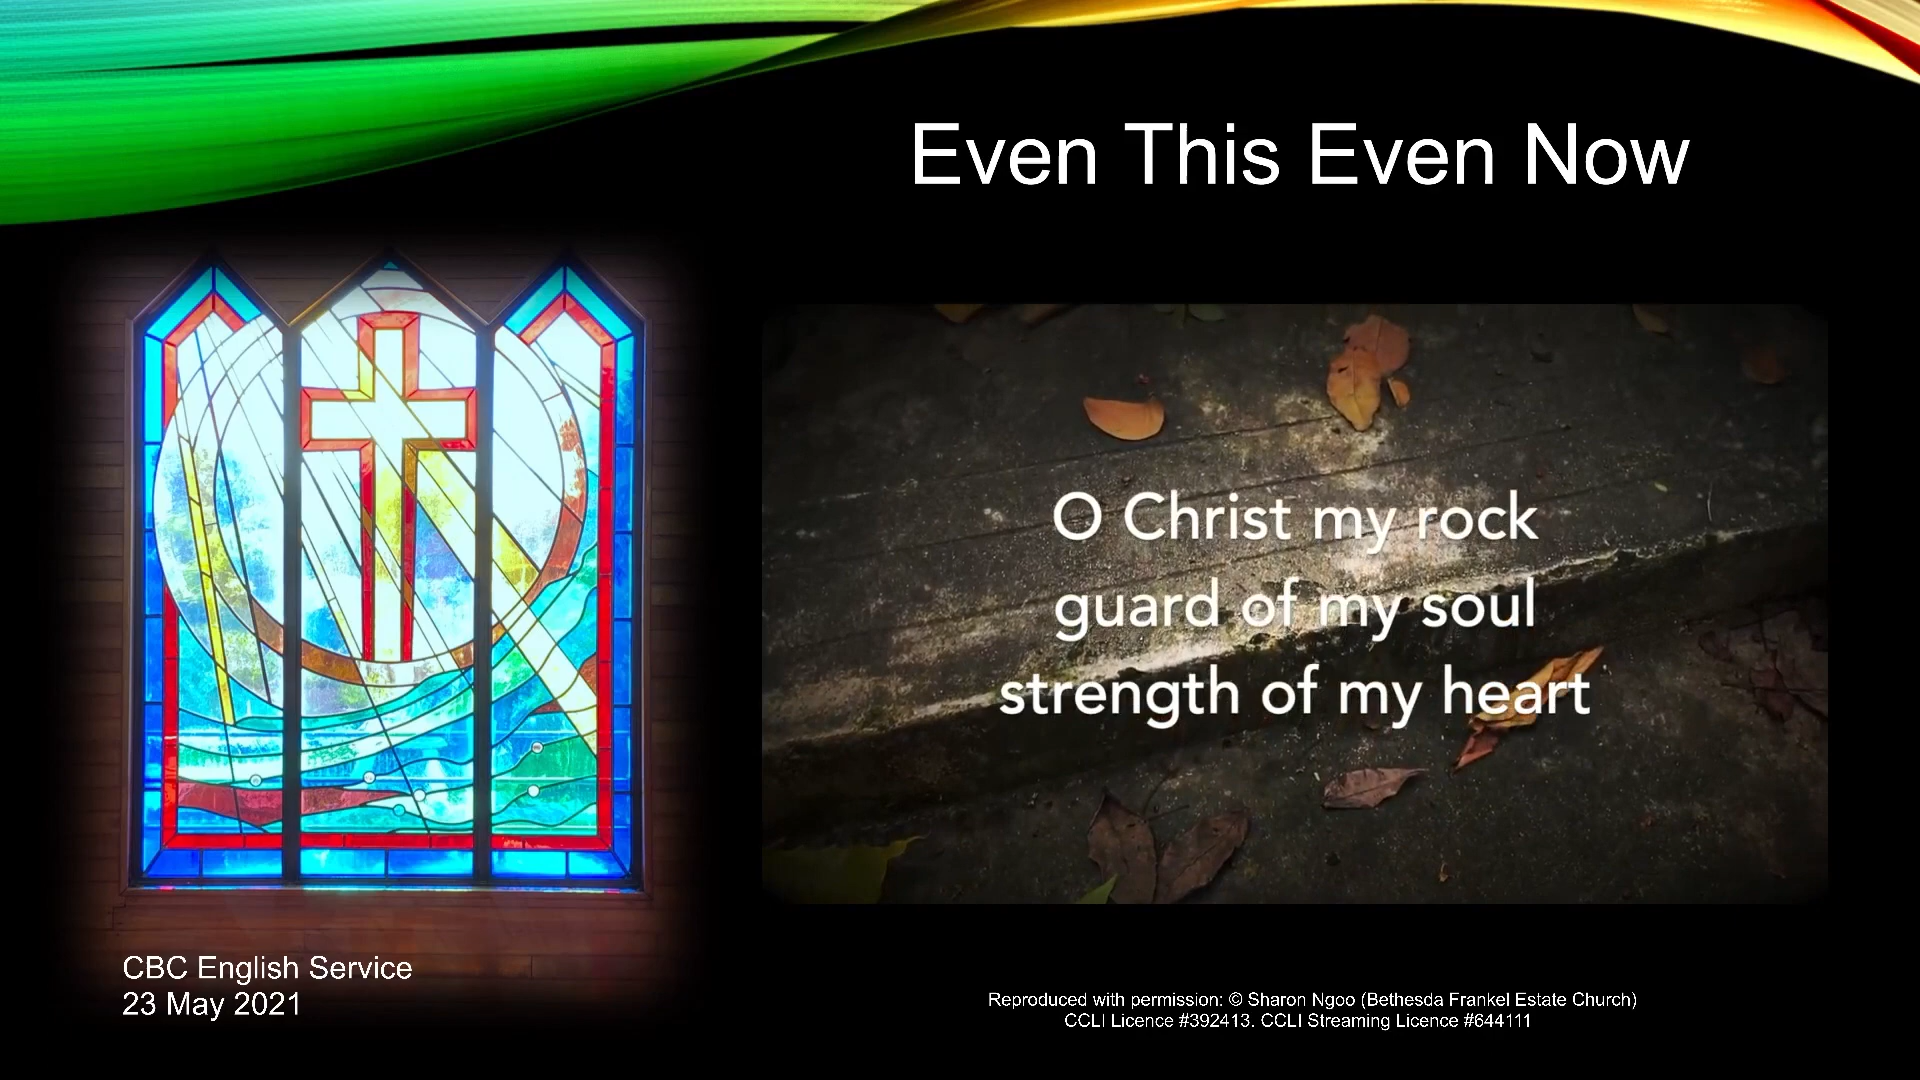 Even This Even Now
O Christ my rock
guard of my soul
strength of my heart
CBC English Service
23 May 2021
Reproduced with permission: © Sharon Ngoo (Bethesda Frankel Estate Church)
CCLI Licence #392413. CCLI Streaming Licence #644111